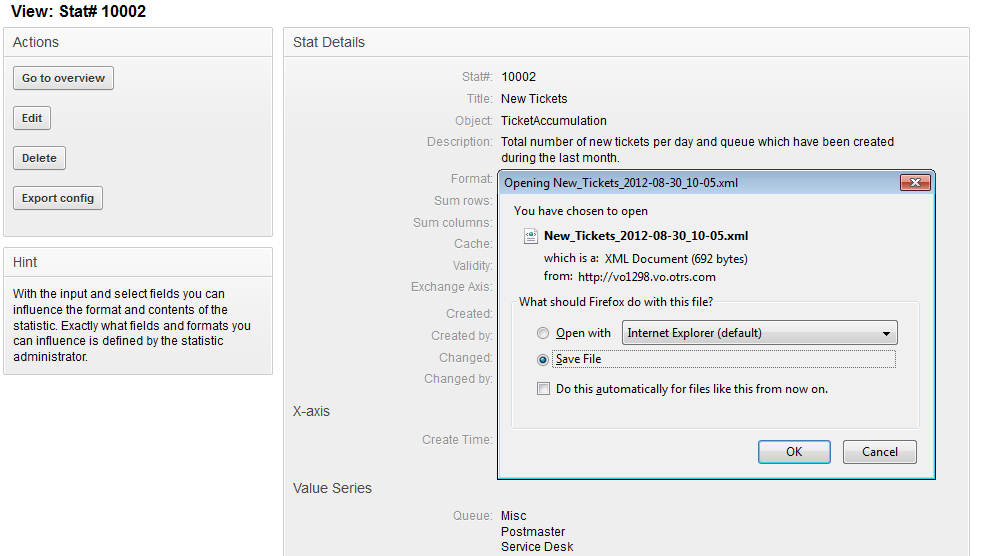 View: Stat# 10002
Actions
Go to overview
Edit
Delete
Export config
Hint
With the input and select fields you can
influence the format and contents of the
statistic. Exactly what fields and formats you
can influence is defined by the statistic
administrator.
Stat Details
Stat#: 10002
Title: New Tickets
Object: TicketAccumulation
Description: Total number of new tickets per day and queue which have been created
during the last month.
Format:
Sum rows:
Sum columns:
Cache:
Validity:
Exchange Axis:
Created:
Created by:
Changed:
Changed by:
X-axis
Create Time:
Value Series
Queue: Misc
Postmaster
Service Desk
Opening New_Tickets_2012-08-30_10-05.xml
You have chosen to open
New_Tickets_2012-08-30_10-05.xml
which is a: XML Document (692 bytes)
from: http://vo1298.vo.otrs.com
What should Firefox do with this file?
Open with Internet Explorer (default)
Save File
Do this automatically for files like this from now on.
OK Cancel